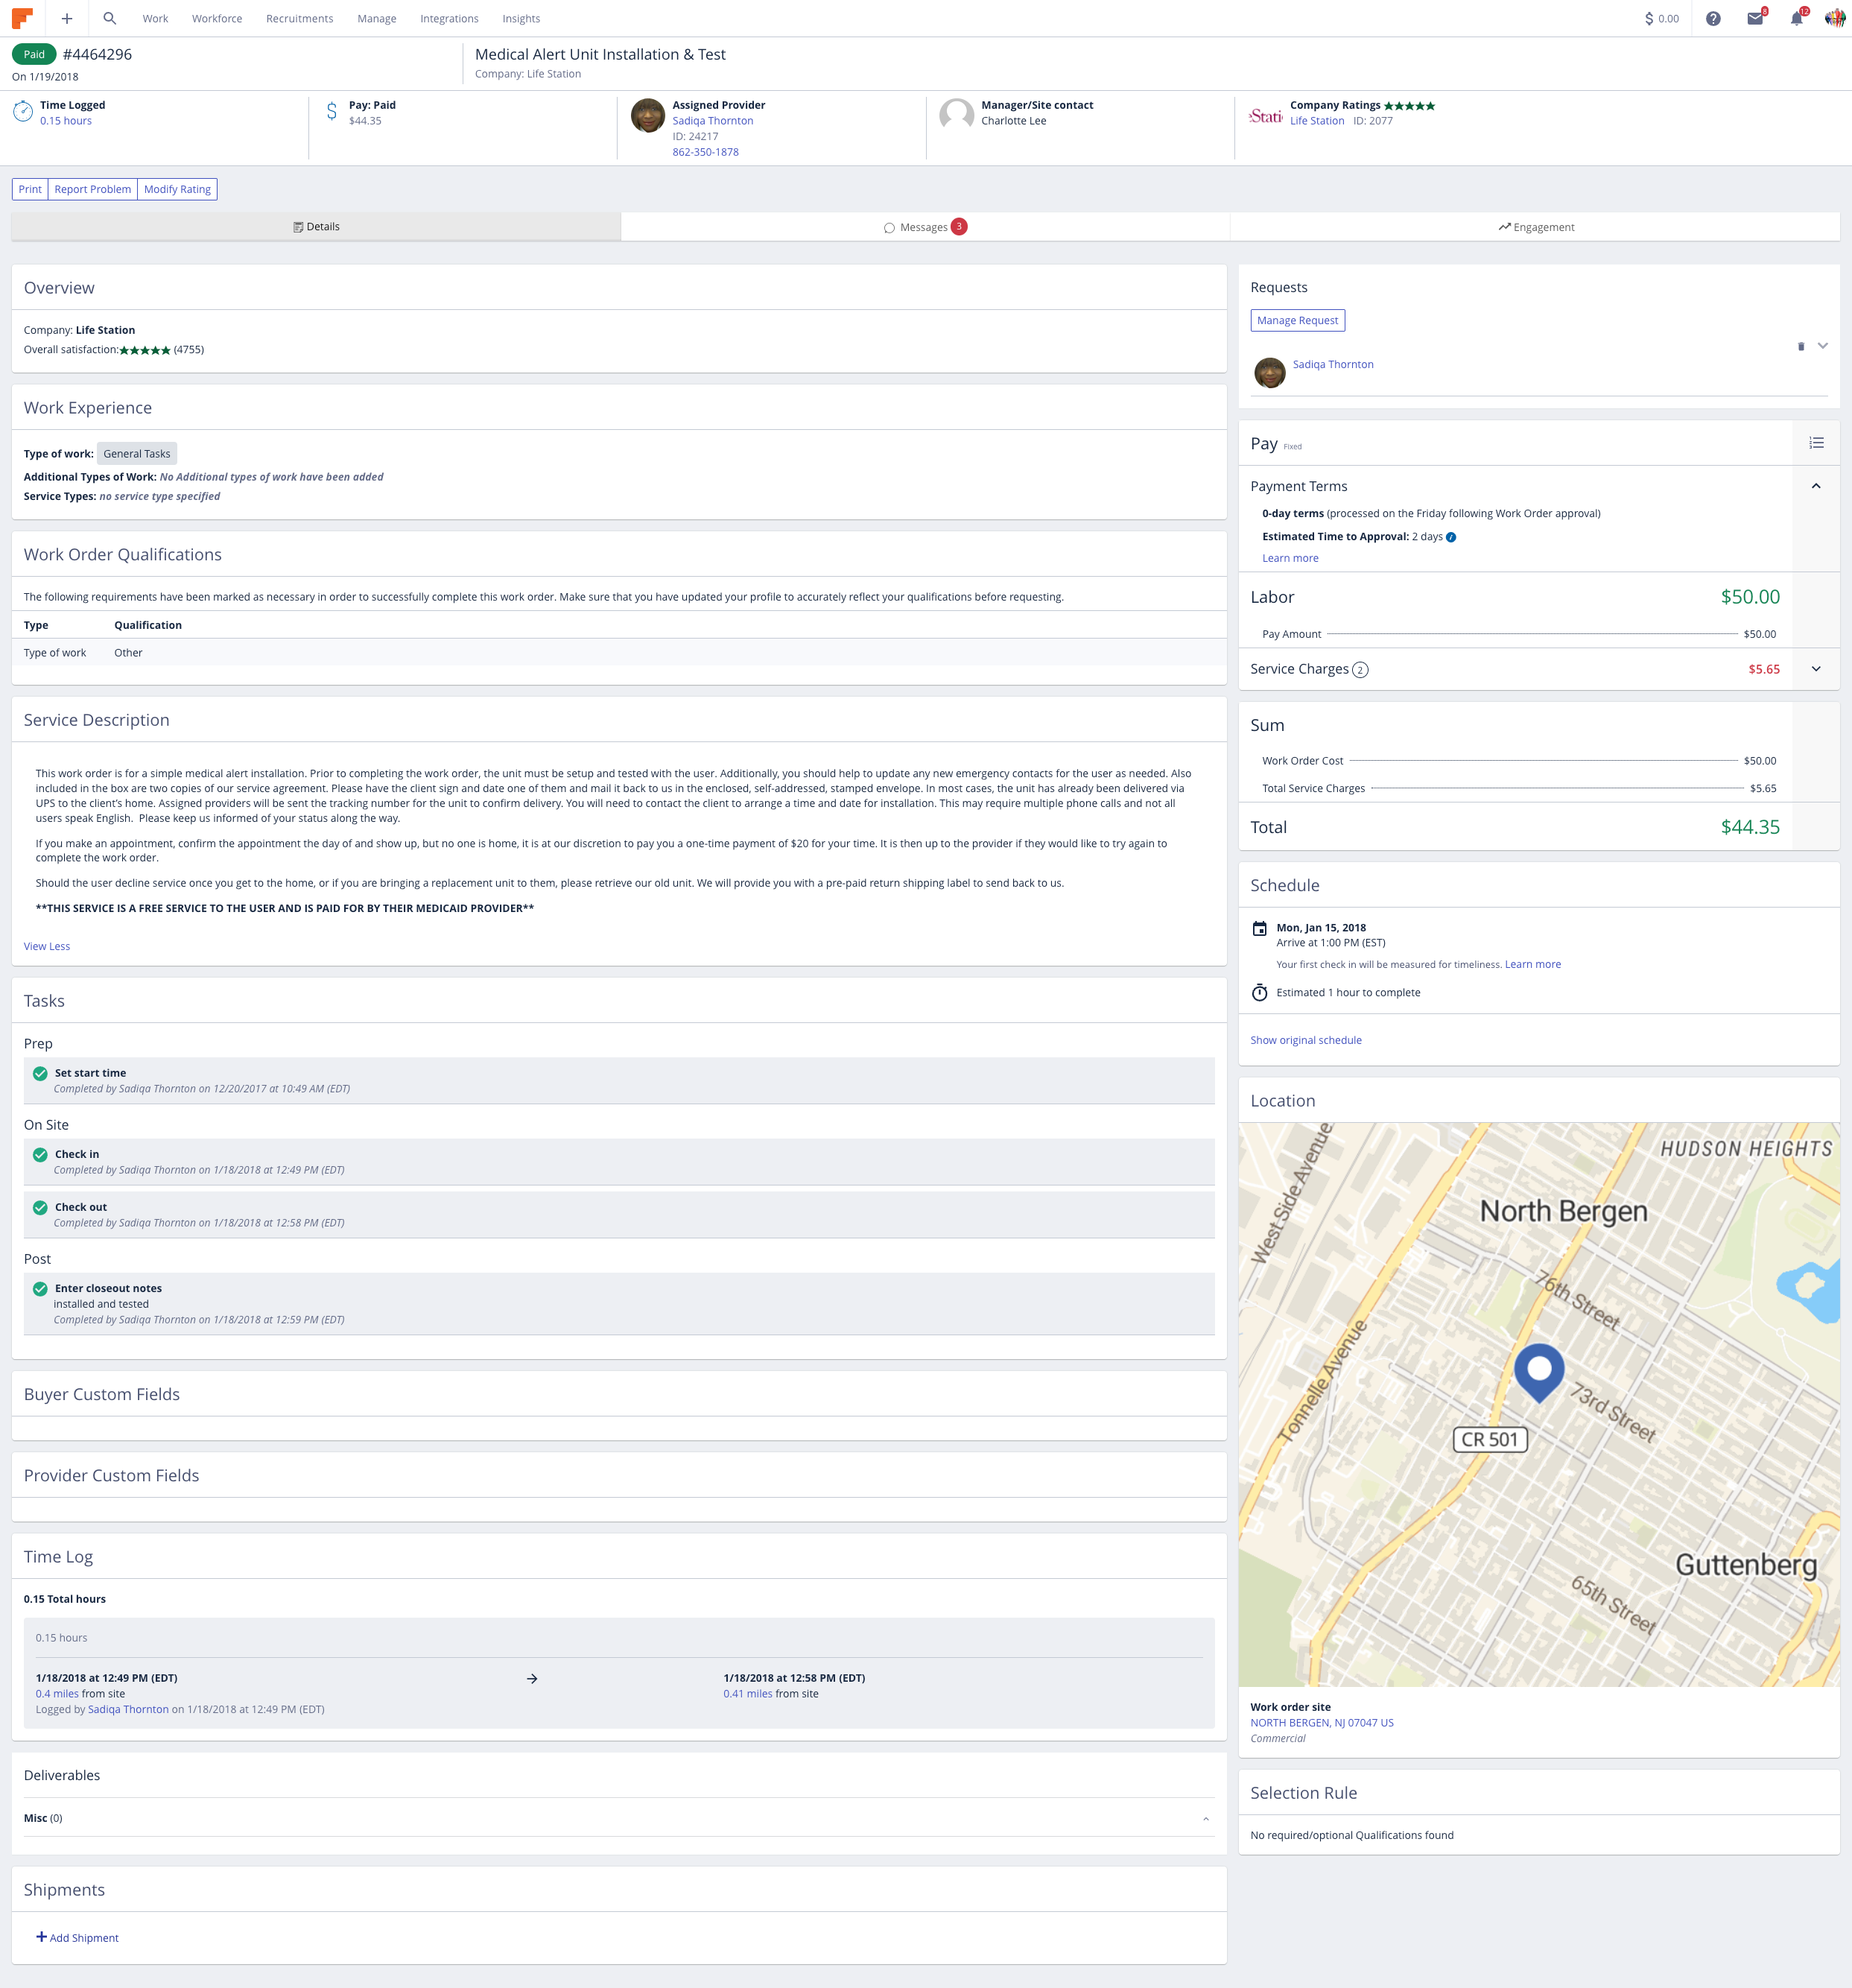 Work Workforce Recruitments Manage Integrations Insights $ 0.00 8 12
Paid #4464296
On 1/19/2018
Medical Alert Unit Installation & Test
Company: Life Station
Time Logged
0.15 hours
Pay: Paid
$44.35
Assigned Provider
Sadiqa Thornton
ID: 24217
862-350-1878
Manager/Site contact
Charlotte Lee
Company Ratings
Life Station ID: 2077
Print Report Problem Modify Rating
Details Messages 3 Engagement
Overview
Company: Life Station
Overall satisfaction: (4755)
Work Experience
Type of work: General Tasks
Additional Types of Work: No Additional types of work have been added
Service Types: no service type specified
Work Order Qualifications
The following requirements have been marked as necessary in order to successfully complete this work order. Make sure that you have updated your profile to accurately reflect your qualifications before requesting.
Type Qualification
Type of work Other
Service Description
This work order is for a simple medical alert installation. Prior to completing the work order, the unit must be setup and tested with the user. Additionally, you should help to update any new emergency contacts for the user as needed. Also
included in the box are two copies of our service agreement. Please have the client sign and date one of them and mail it back to us in the enclosed, self-addressed, stamped envelope. In most cases, the unit has already been delivered via
UPS to the client's home. Assigned providers will be sent the tracking number for the unit to confirm delivery. You will need to contact the client to arrange a time and date for installation. This may require multiple phone calls and not all
users speak English. Please keep us informed of your status along the way.
If you make an appointment, confirm the appointment the day of and show up, but no one is home, it is at our discretion to pay you a one-time payment of $20 for your time. It is then up to the provider if they would like to try again to
complete the work order.
Should the user decline service once you get to the home, or if you are bringing a replacement unit to them, please retrieve our old unit. We will provide you with a pre-paid return shipping label to send back to us.
**THIS SERVICE IS A FREE SERVICE TO THE USER AND IS PAID FOR BY THEIR MEDICAID PROVIDER**
View Less
Tasks
Prep
Set start time
Completed by Sadiqa Thornton on 12/20/2017 at 10:49 AM (EDT)
On Site
Check in
Completed by Sadiqa Thornton on 1/18/2018 at 12:49 PM (EDT)
Check out
Completed by Sadiqa Thornton on 1/18/2018 at 12:58 PM (EDT)
Post
Enter closeout notes
installed and tested
Completed by Sadiqa Thornton on 1/18/2018 at 12:59 PM (EDT)
Buyer Custom Fields
Provider Custom Fields
Time Log
0.15 Total hours
0.15 hours
1/18/2018 at 12:49 PM (EDT)
0.4 miles from site
Logged by Sadiqa Thornton on 1/18/2018 at 12:49 PM (EDT)
1/18/2018 at 12:58 PM (EDT)
0.41 miles from site
Deliverables
Misc (0)
Shipments
Add Shipment
Requests
Manage Request
Sadiqa Thornton
Pay Fixed
Payment Terms
0-day terms (processed on the Friday following Work Order approval)
Estimated Time to Approval: 2 days
Learn more
Labor $50.00
Pay Amount $50.00
Service Charges 2 $5.65
Sum
Work Order Cost $50.00
Total Service Charges $5.65
Total $44.35
Schedule
Mon, Jan 15, 2018
Arrive at 1:00 PM (EST)
Your first check in will be measured for timeliness. Learn more
Estimated 1 hour to complete
Show original schedule
Location
West Side Avenue
HUDSON HEIGHTS
North Bergen
76th Street
Tonnelle Avenue
73rd Street
CR 501
Guttenberg
65th Street
Work order site
NORTH BERGEN, NJ 07047 US
Commercial
Selection Rule
No required/optional Qualifications found